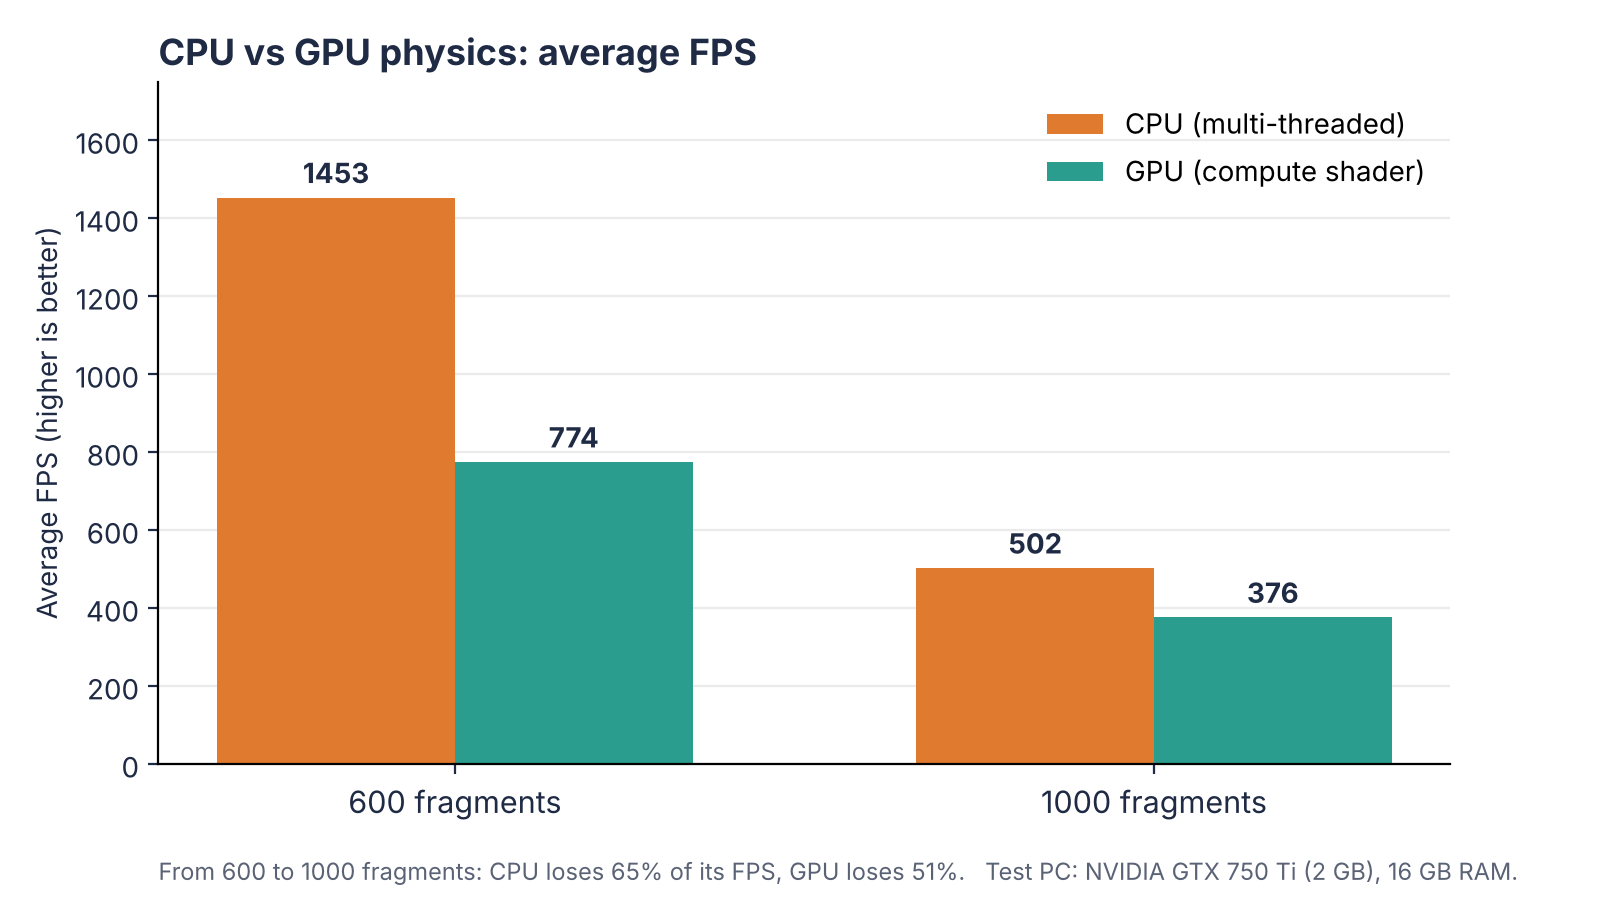 CPU vs GPU physics: average FPS
CPU (multi-threaded)
GPU (compute shader)
Average FPS (higher is better)
1600
1400
1200
1000
800
600
400
200
0
1453
774
502
376
600 fragments
1000 fragments
From 600 to 1000 fragments: CPU loses 65% of its FPS, GPU loses 51%. Test PC: NVIDIA GTX 750 Ti (2 GB), 16 GB RAM.